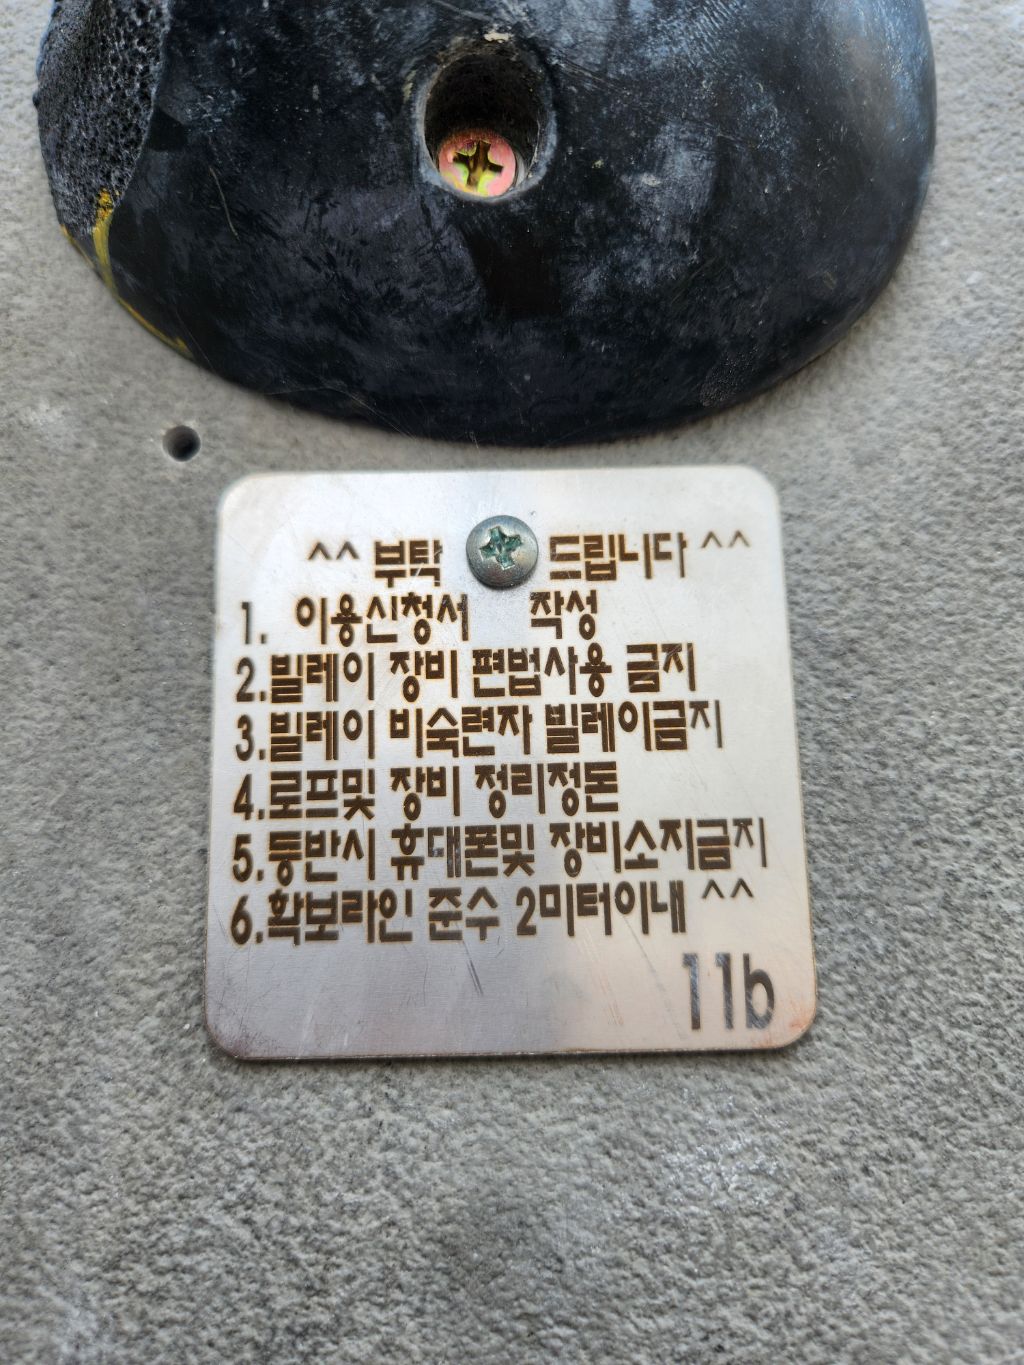 ^^ 부탁 드립니다 ^^
1. 이용신청서 작성
2.빌레이 장비 편법사용 금지
3.빌레이 비숙련자 빌레이금지
4.로프및 장비 정리정돈
5.등반시 휴대폰및 장비소지금지
6.확보라인 준수 2미터이내 ^^
11b